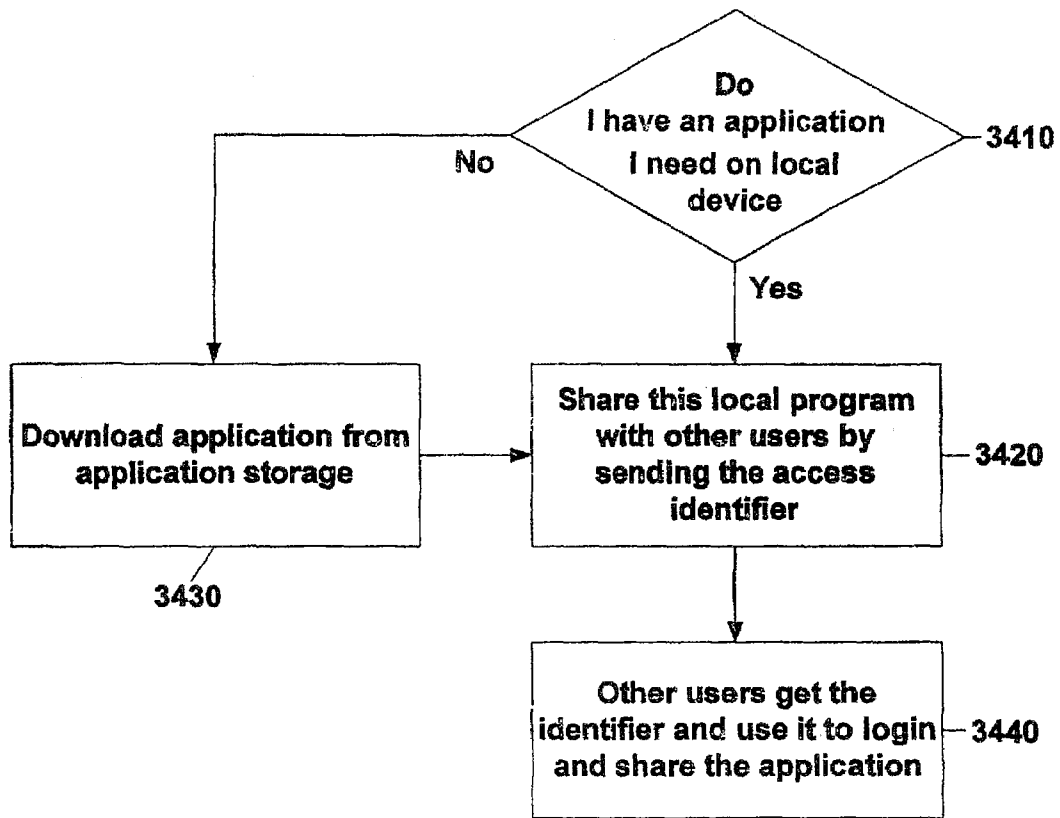 Do
I have an application
I need on local
device
3410
No
Yes
Download application from
application storage
3430
Share this local program
with other users by
sending the access
identifier
3420
Other users get the
identifier and use it to login
and share the application
3440